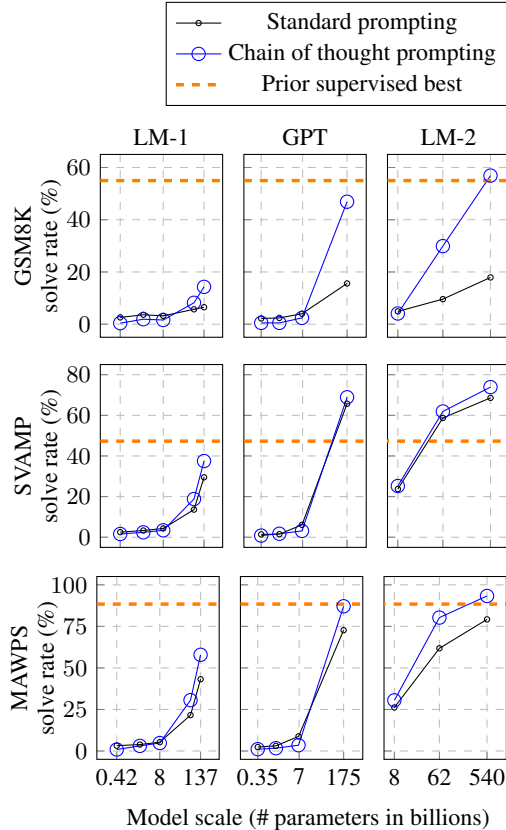 Standard prompting
Chain of thought prompting
Prior supervised best
LM-1 GPT LM-2
GSM8K
solve rate (%)
60
40
20
0
SVAMP
solve rate (%)
80
60
40
20
0
MAWPS
solve rate (%)
100
75
50
25
0
0.42 8 137 0.35 7 175 8 62 540
Model scale (# parameters in billions)